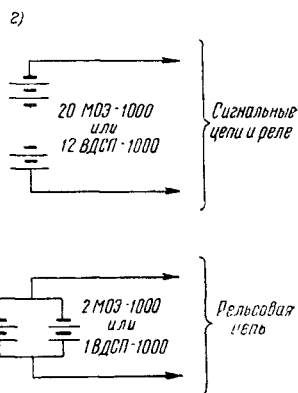 г)
20 МОЭ-1000
или
12 ВДСП-1000
Сигнальные
цепи и реле
2 МОЭ-1000
или
1 ВДСП-1000
Рельсовая
цепь